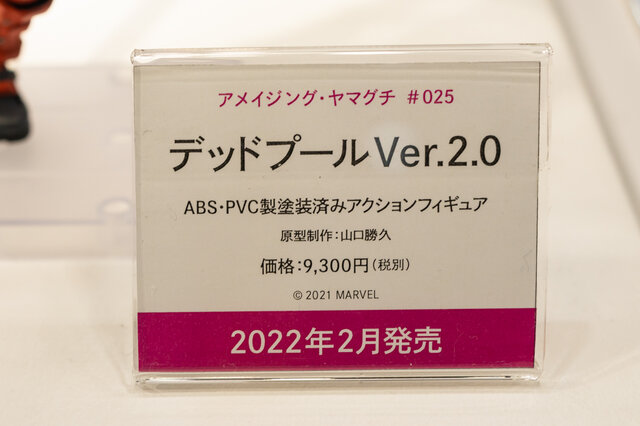 アメイジング・ヤマグチ #025
デッドプールVer.2.0
ABS・PVC製塗装済みアクションフィギュア
原型制作:山口勝久
価格:9,300円(税別)
© 2021 MARVEL
2022年2月発売